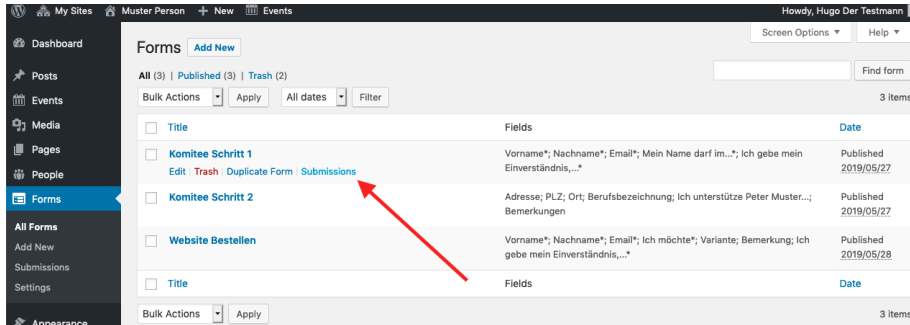 My Sites Muster Person + New Events Howdy, Hugo Der Testmann
Dashboard
Posts
Events
Media
Pages
People
Forms
All Forms
Add New
Submissions
Settings
Appearance
Screen Options Help
Forms Add New
All (3) | Published (3) | Trash (2)
Find form
Bulk Actions Apply All dates Filter 3 items
Title Fields Date
Komitee Schritt 1 Vorname*; Nachname*; Email*; Mein Name darf im...*; Ich gebe mein Published
Edit | Trash | Duplicate Form | Submissions Einverständnis,...* 2019/05/27
Komitee Schritt 2 Adresse; PLZ; Ort; Berufsbezeichnung; Ich unterstütze Peter Muster...; Published
Bemerkungen 2019/05/27
Website Bestellen Vorname*; Nachname*; Email*; Ich möchte*; Variante; Bemerkung; Ich Published
gebe mein Einverständnis,...* 2019/05/28
Title Fields Date
Bulk Actions Apply 3 items